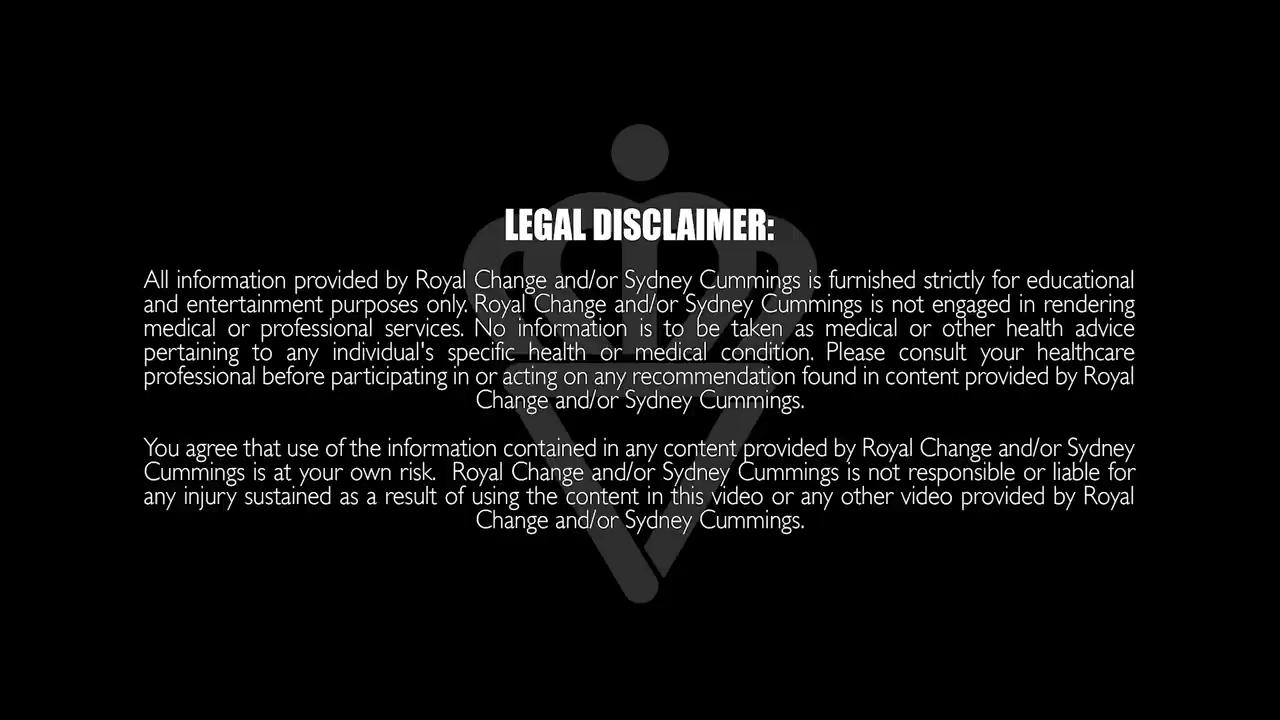 LEGAL DISCLAIMER:
All information provided by Royal Change and/or Sydney Cummings is furnished strictly for educational
and entertainment purposes only. Royal Change and/or Sydney Cummings is not engaged in rendering
medical or professional services. No information is to be taken as medical or other health advice
pertaining to any individual's specific health or medical condition. Please consult your healthcare
professional before participating in or acting on any recommendation found in content provided by Royal
Change and/or Sydney Cummings.
You agree that use of the information contained in any content provided by Royal Change and/or Sydney
Cummings is at your own risk.  Royal Change and/or Sydney Cummings is not responsible or liable for
any injury sustained as a result of using the content in this video or any other video provided by Royal
Change and/or Sydney Cummings.